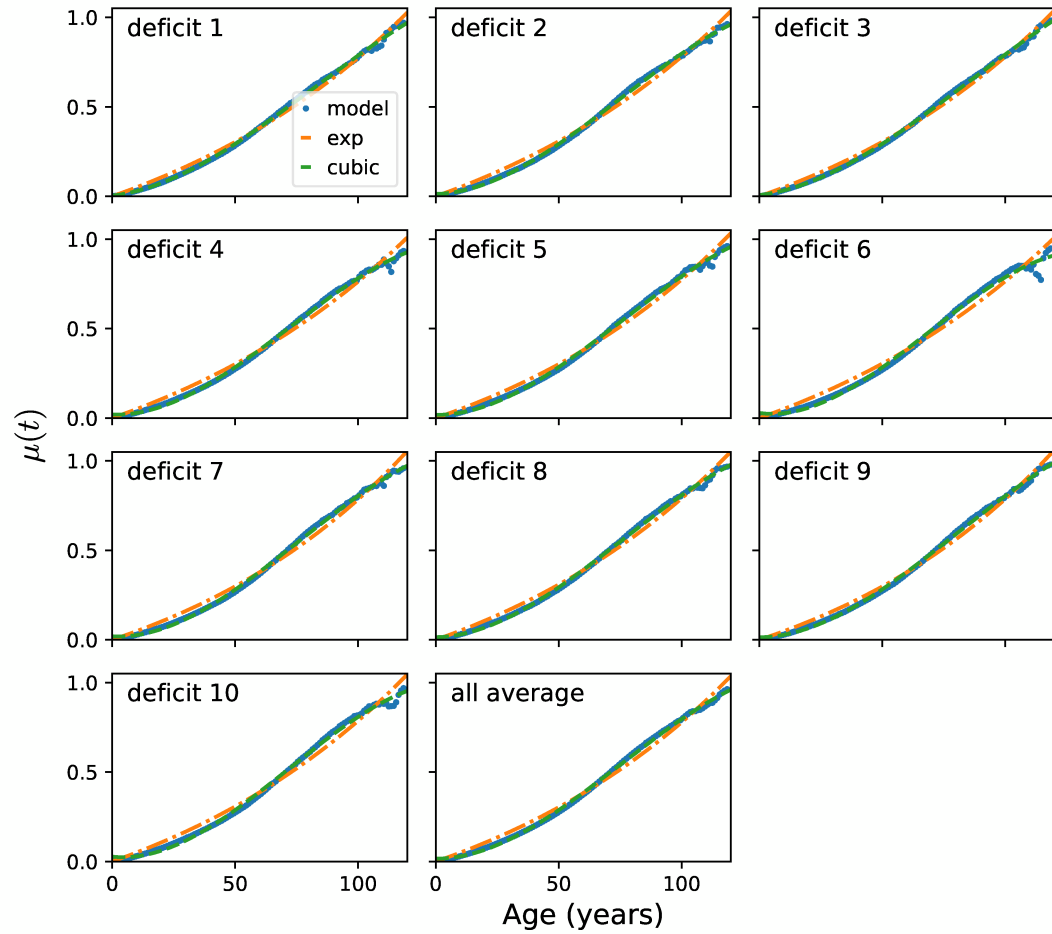 deficit 1
deficit 2
deficit 3
1.0
0.5
0.0
model
exp
cubic
deficit 4
deficit 5
deficit 6
1.0
0.5
0.0
μ(t)
deficit 7
deficit 8
deficit 9
1.0
0.5
0.0
deficit 10
all average
1.0
0.5
0.0
0
50
100
0
50
100
Age (years)